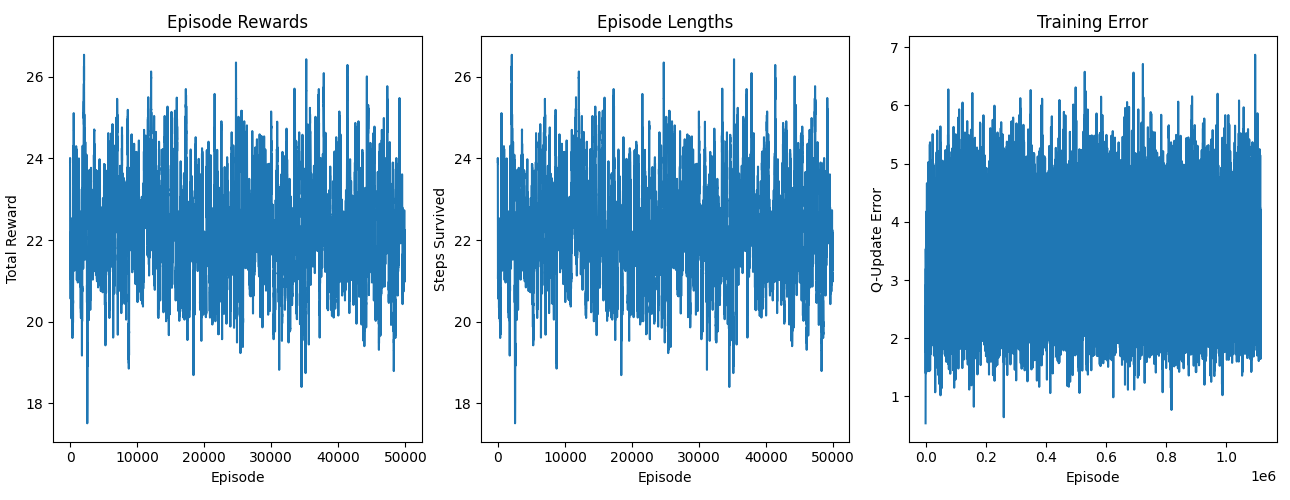 Episode Rewards
Total Reward
26
24
22
20
18
0 10000 20000 30000 40000 50000
Episode
Episode Lengths
Steps Survived
26
24
22
20
18
0 10000 20000 30000 40000 50000
Episode
Training Error
Q-Update Error
7
6
5
4
3
2
1
0.0 0.2 0.4 0.6 0.8 1.0
1e6
Episode